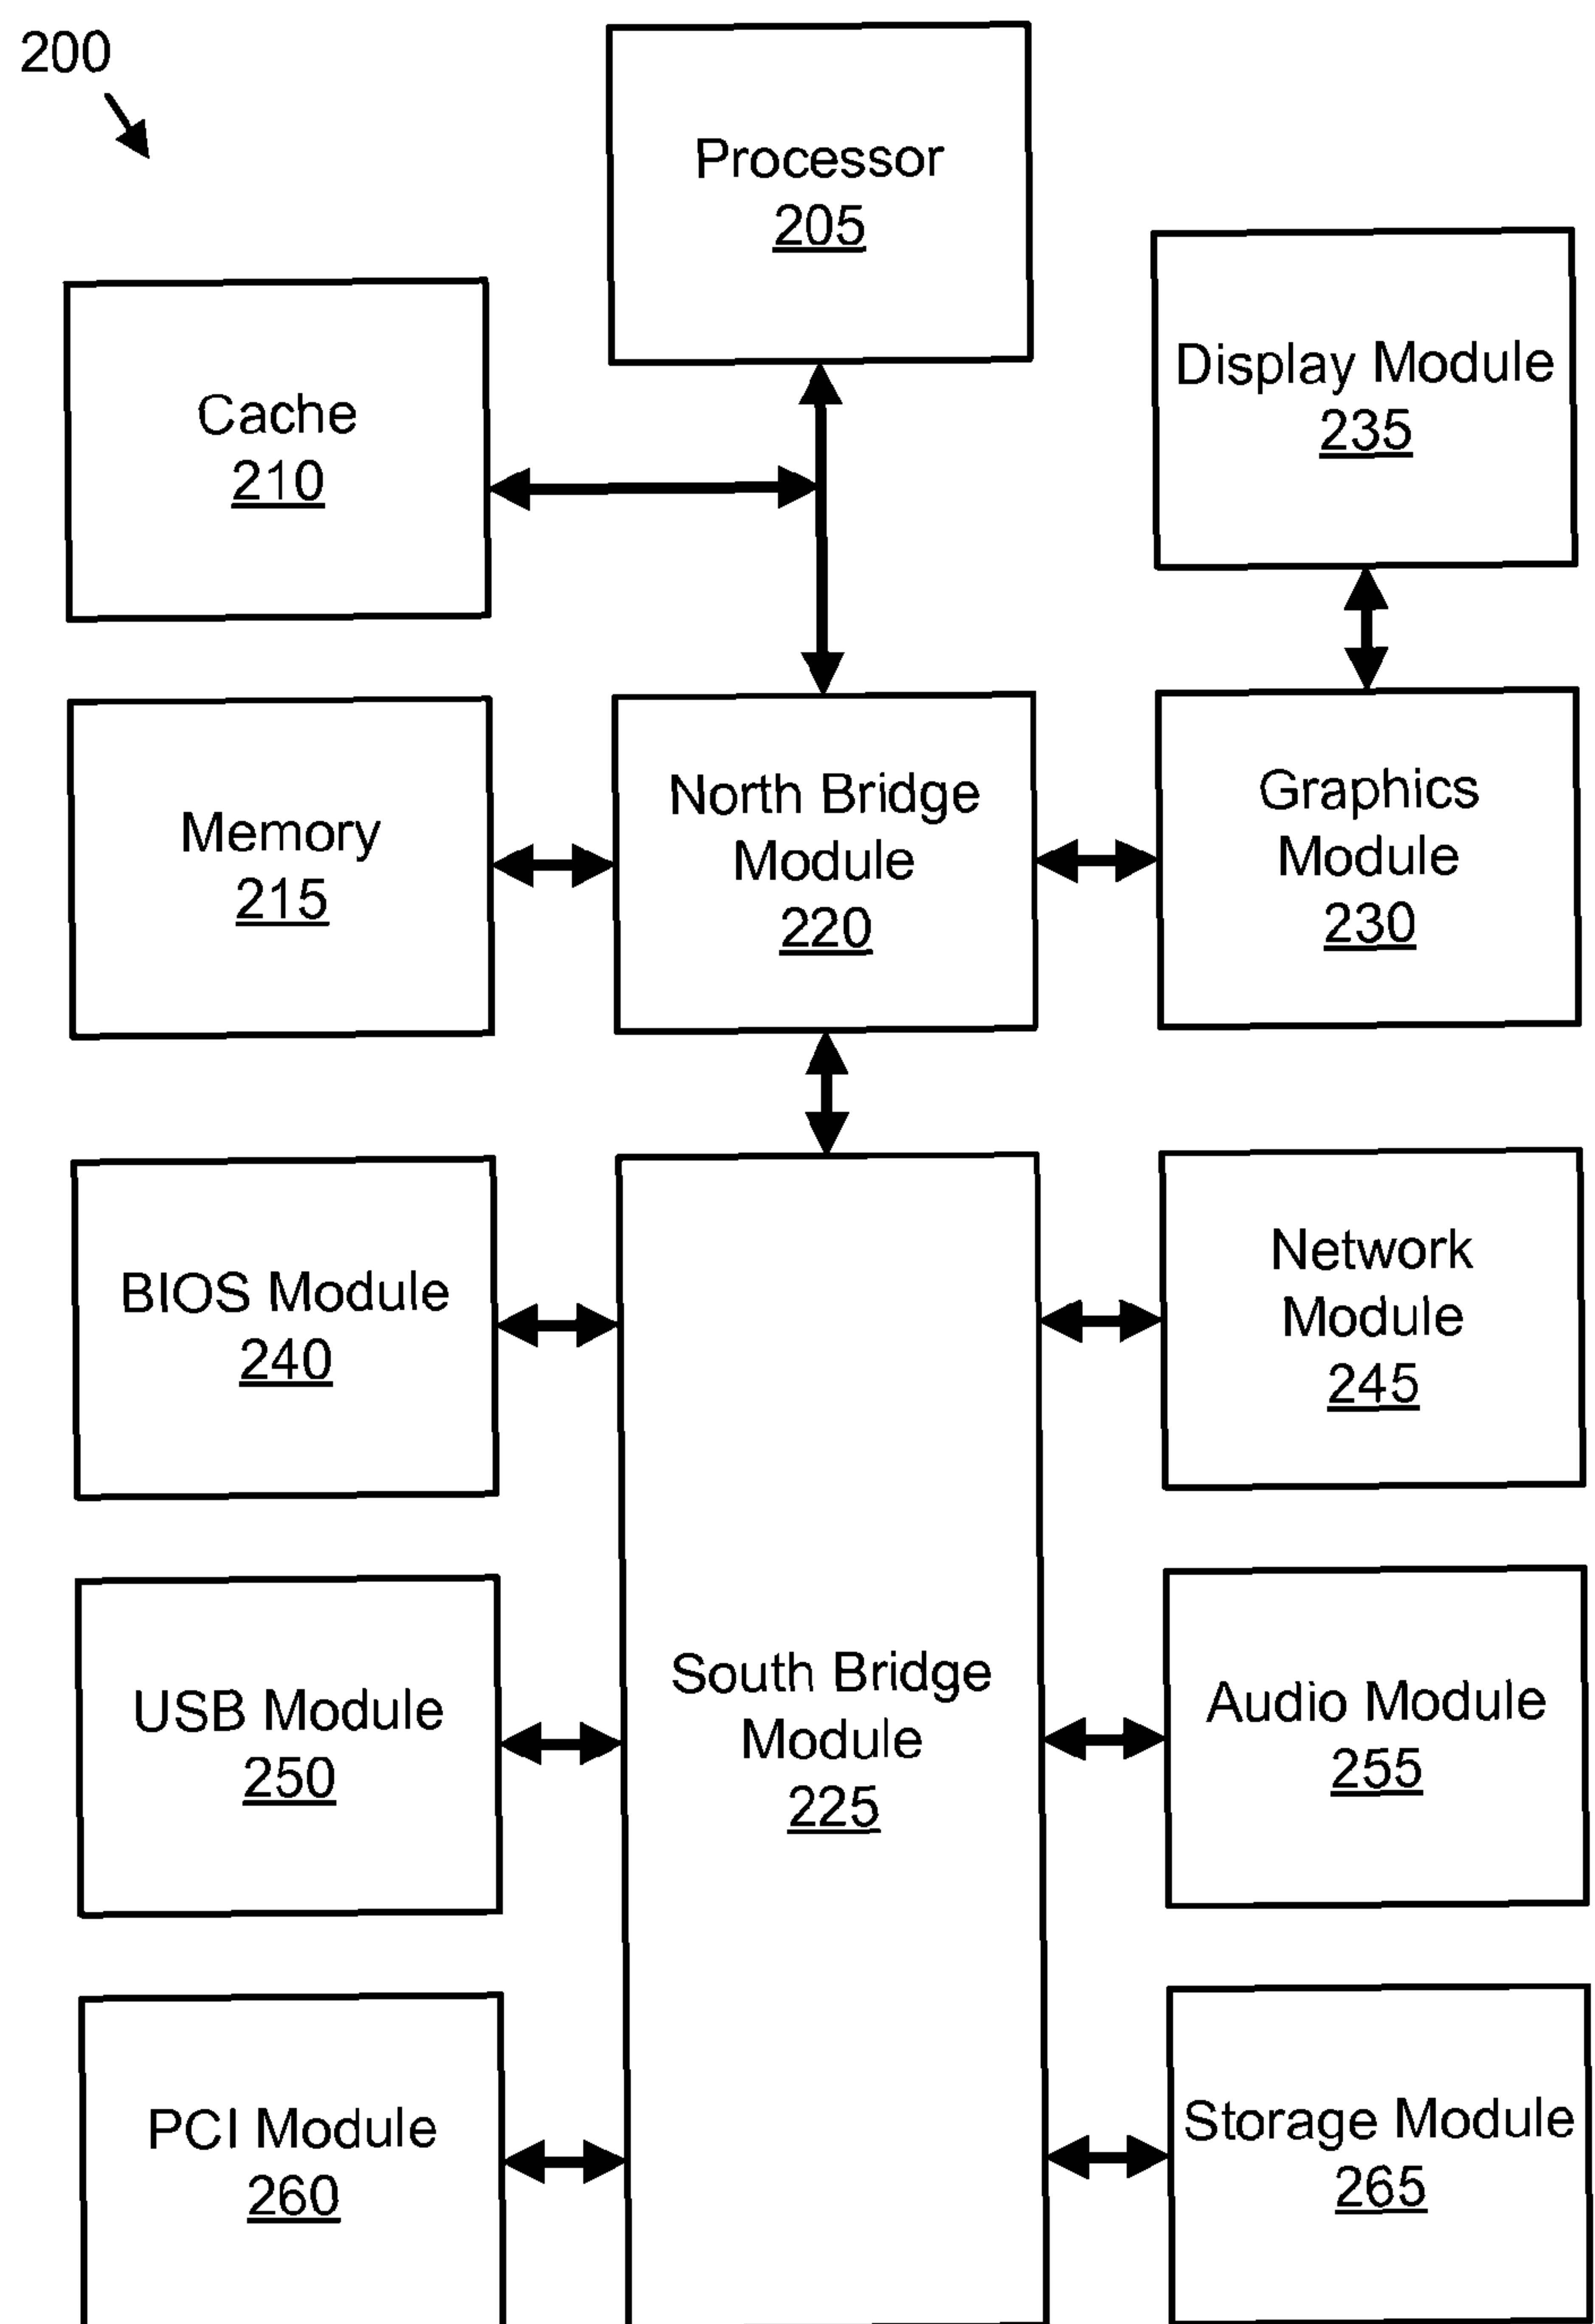 200
Processor
205
Cache
210
Display Module
235
Memory
215
North Bridge
Module
220
Graphics
Module
230
BIOS Module
240
Network
Module
245
USB Module
250
South Bridge
Module
225
Audio Module
255
PCI Module
260
Storage Module
265